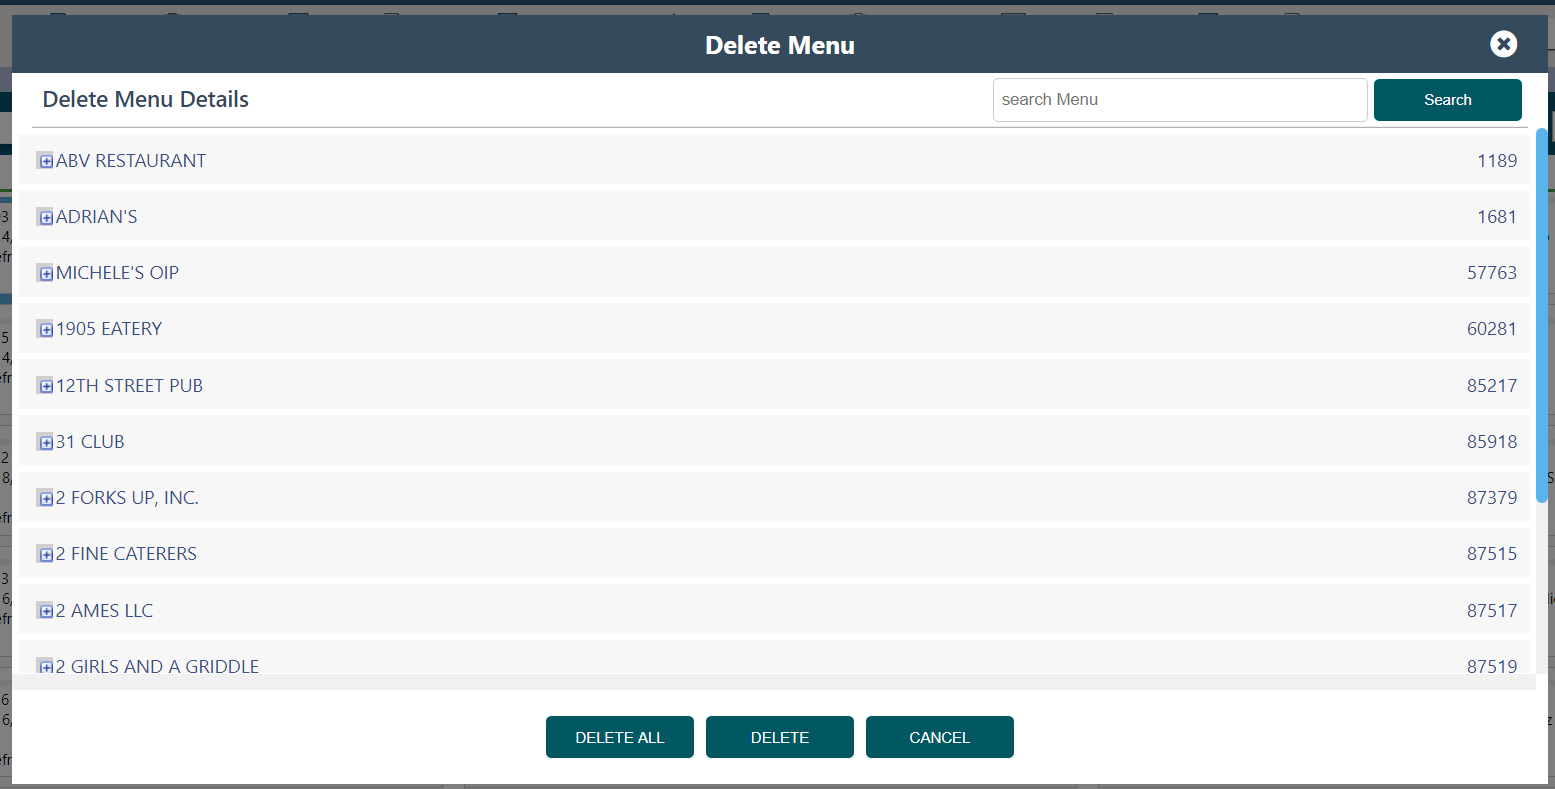 Delete Menu
Delete Menu Details
search Menu
Search
ABV RESTAURANT 1189
ADRIAN'S 1681
MICHELE'S OIP 57763
1905 EATERY 60281
12TH STREET PUB 85217
31 CLUB 85918
2 FORKS UP, INC. 87379
2 FINE CATERERS 87515
2 AMES LLC 87517
2 GIRLS AND A GRIDDLE 87519
DELETE ALL
DELETE
CANCEL